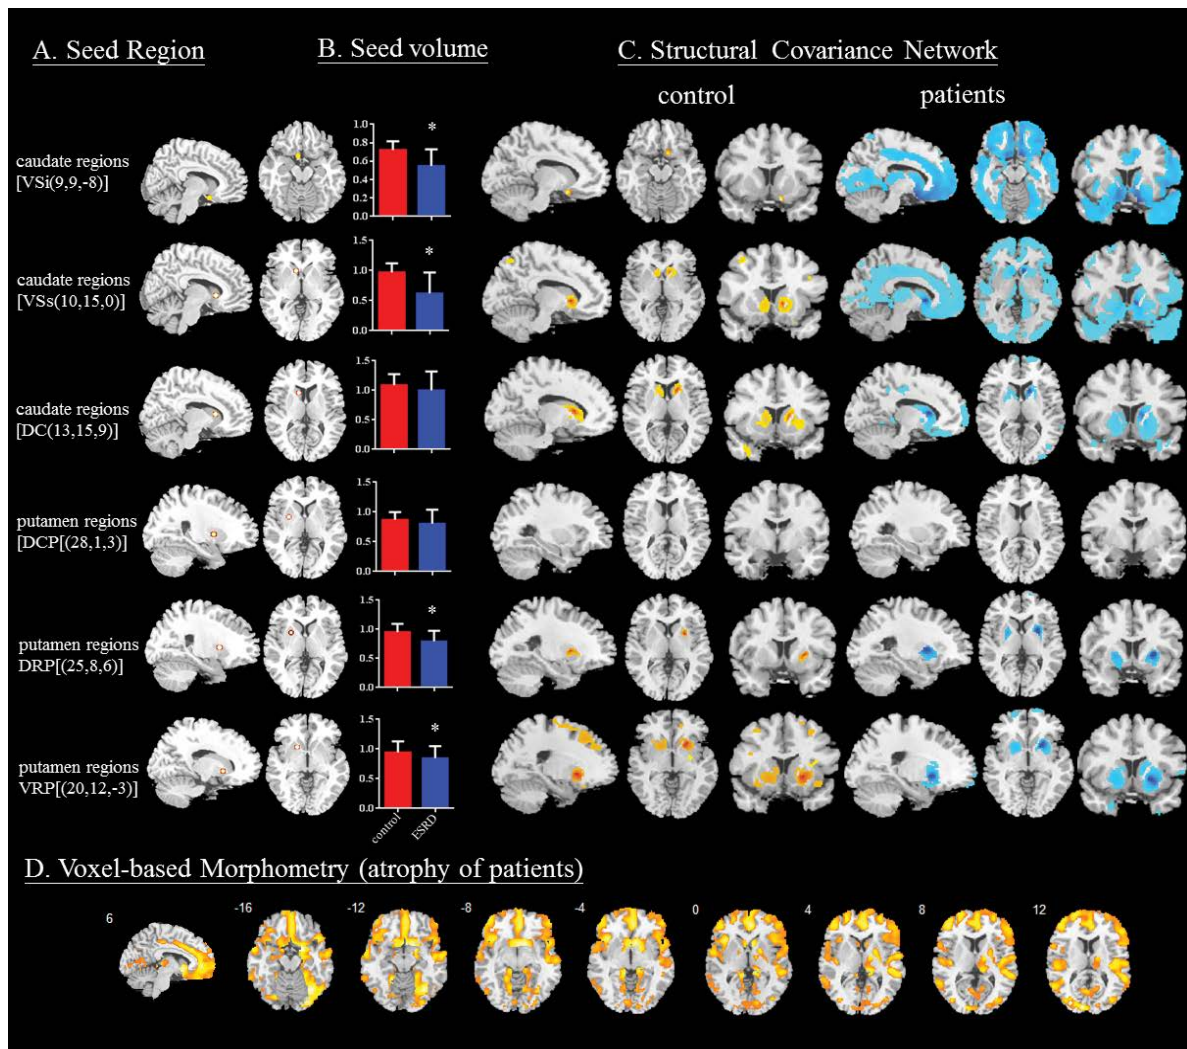 A. Seed Region
B. Seed volume
C. Structural Covariance Network
control
patients
caudate regions
[VSi(9,9,-8)]
1.0
0.8
0.6
0.4
0.2
0.0
*
caudate regions
[VSs(10,15,0)]
1.5
1.0
0.5
0.0
*
caudate regions
[DC(13,15,9)]
1.5
1.0
0.5
0.0
putamen regions
[DCP[(28,1,3)]
1.5
1.0
0.5
0.0
putamen regions
DRP[(25,8,6)]
1.5
1.0
0.5
0.0
*
putamen regions
VRP[(20,12,-3)]
1.5
1.0
0.5
0.0
*
control
ESRD
D. Voxel-based Morphometry (atrophy of patients)
6
-16
-12
-8
-4
0
4
8
12